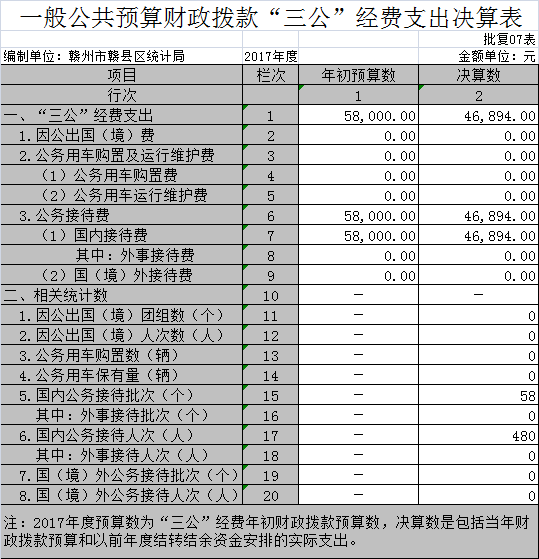 一般公共预算财政拨款“三公”经费支出决算表
批复07表
编制单位：赣州市赣县区统计局 2017年度 金额单位：元
项目 栏次 年初预算数 决算数
行次 1 2
一、“三公”经费支出 1 58,000.00 46,894.00
1.因公出国（境）费 2 0.00 0.00
2.公务用车购置及运行维护费 3 0.00 0.00
（1）公务用车购置费 4 0.00 0.00
（2）公务用车运行维护费 5 0.00 0.00
3.公务接待费 6 58,000.00 46,894.00
（1）国内接待费 7 58,000.00 46,894.00
其中：外事接待费 8 0.00 0.00
（2）国（境）外接待费 9 0.00 0.00
二、相关统计数 10 — —
1.因公出国（境）团组数（个） 11 — 0
2.因公出国（境）人次数（人） 12 — 0
3.公务用车购置数（辆） 13 — 0
4.公务用车保有量（辆） 14 — 0
5.国内公务接待批次（个） 15 — 58
其中：外事接待批次（个） 16 — 0
6.国内公务接待人次（人） 17 — 480
其中：外事接待人次（人） 18 — 0
7.国（境）外公务接待批次（个） 19 — 0
8.国（境）外公务接待人次（人） 20 — 0
注：2017年度预算数为“三公”经费年初财政拨款预算数，决算数是包括当年财
政拨款预算和以前年度结转结余资金安排的实际支出。